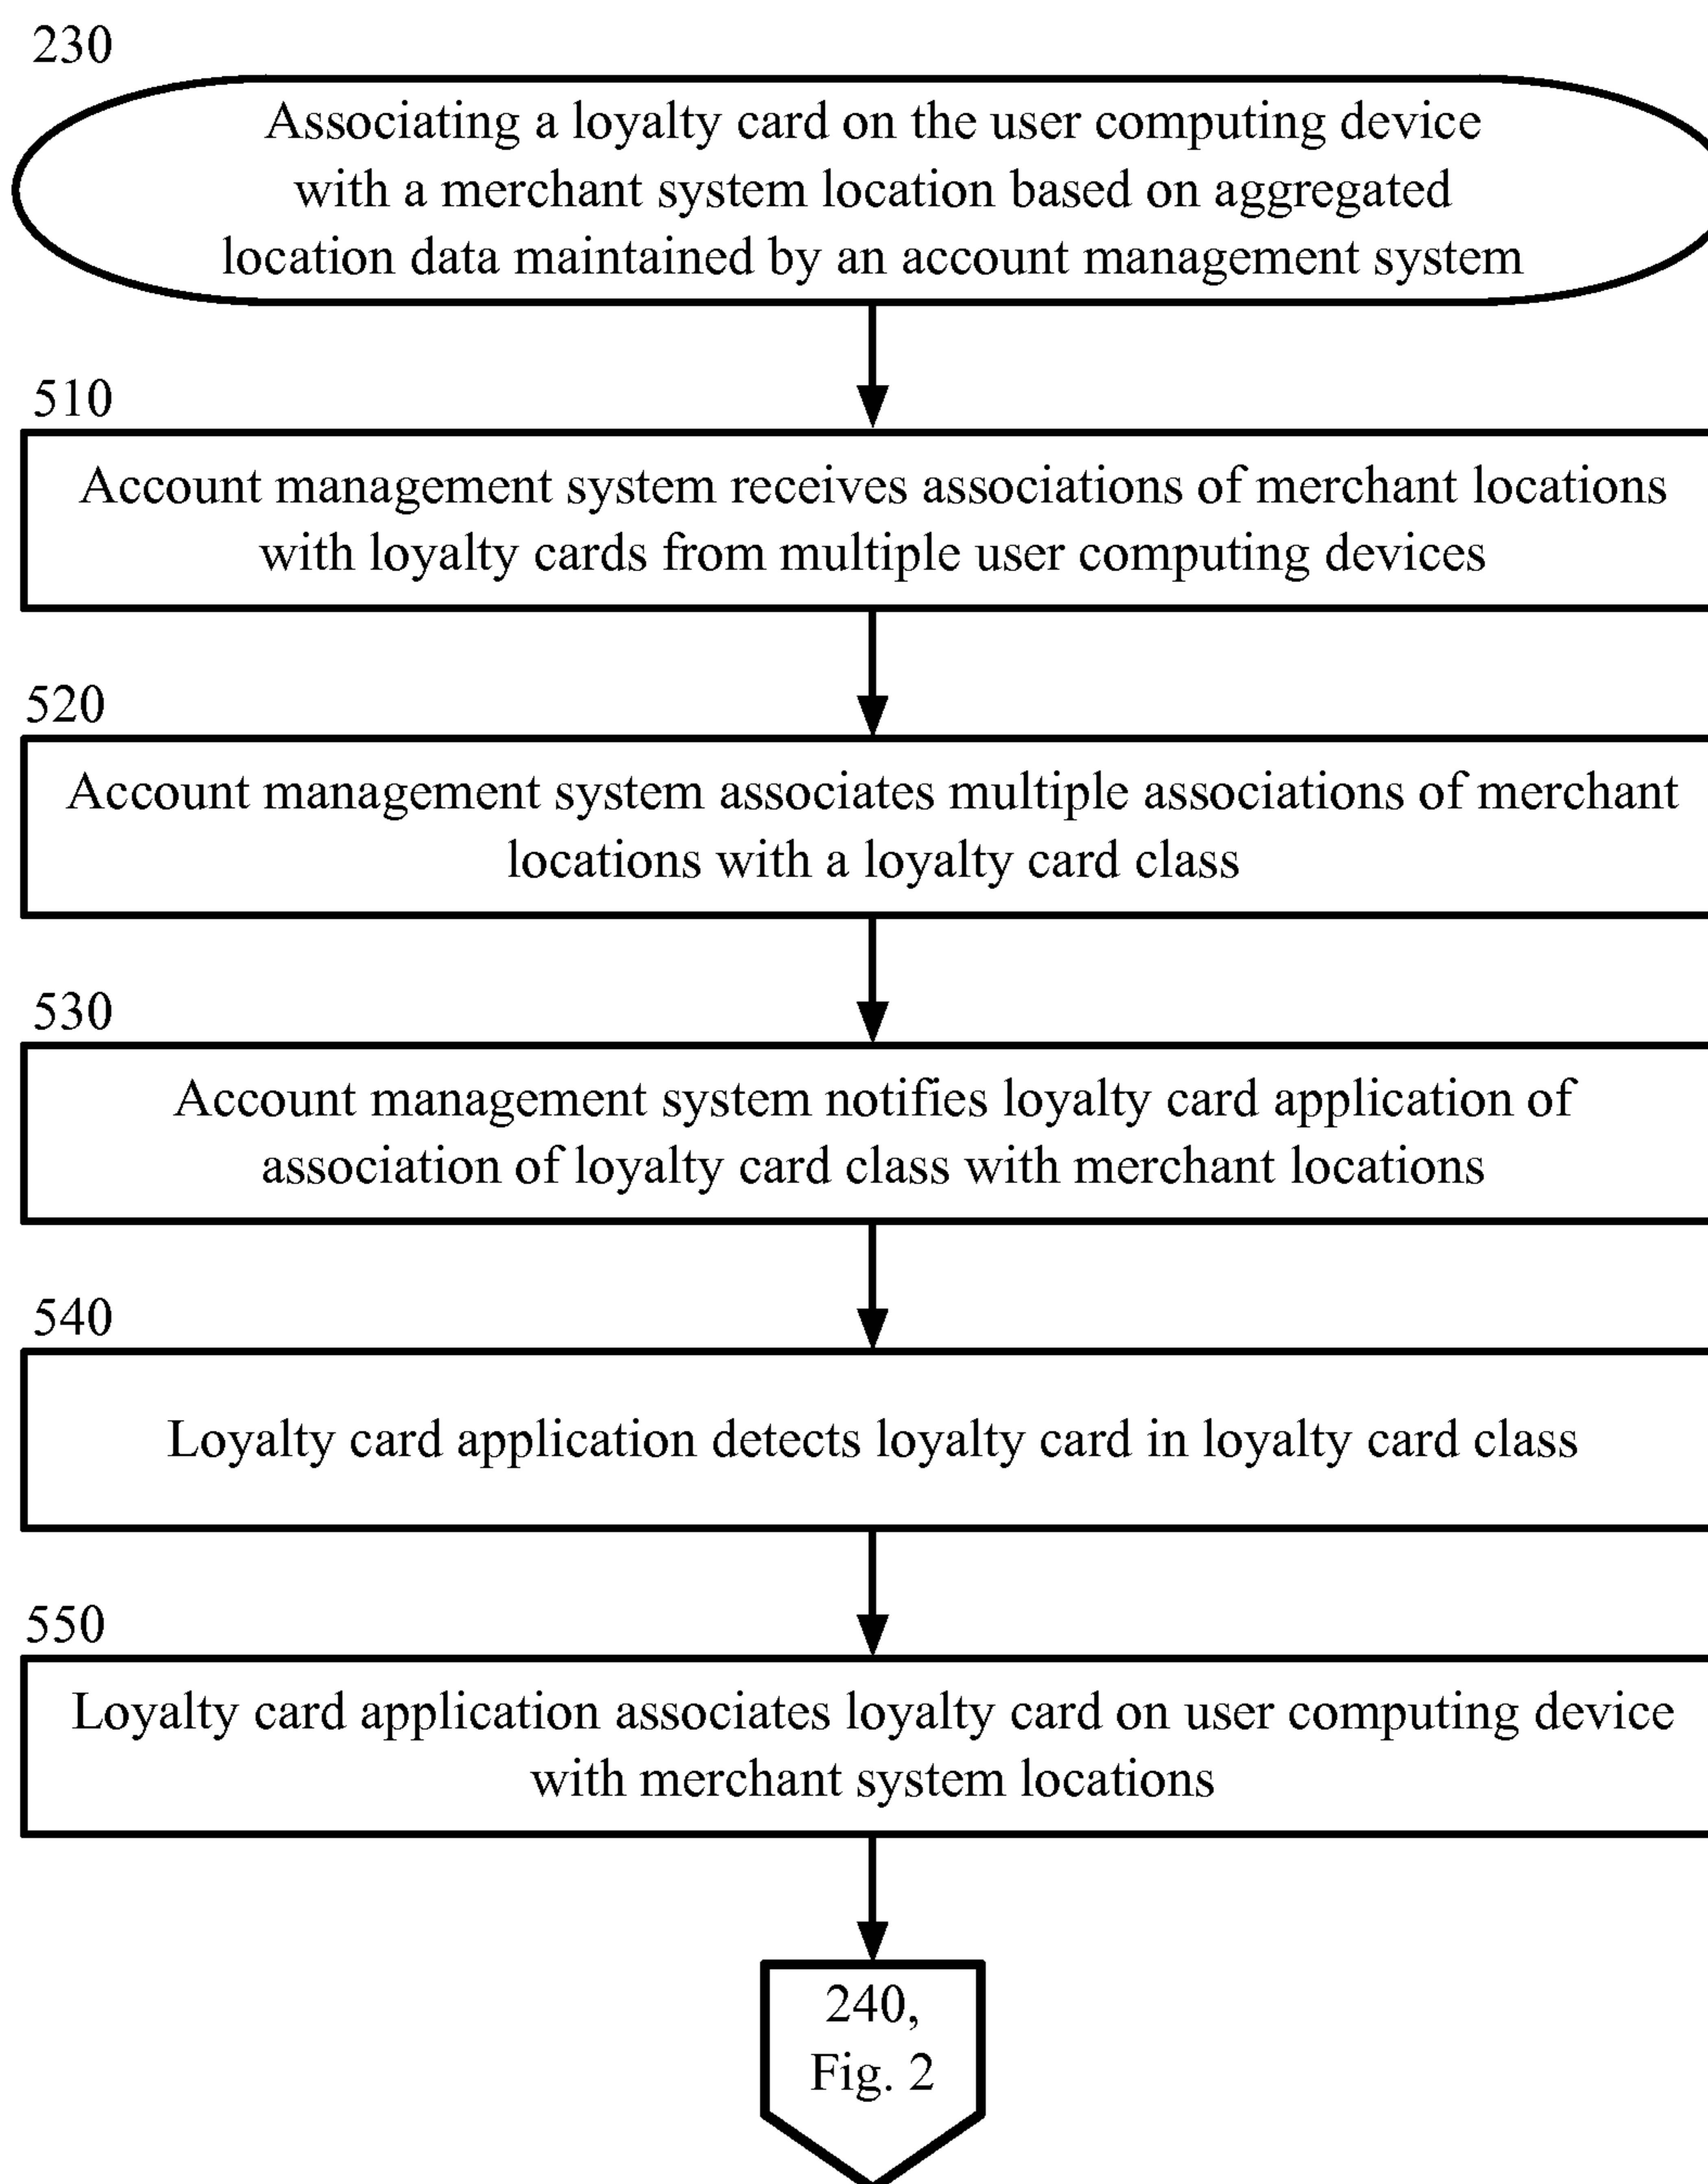 230
Associating a loyalty card on the user computing device
with a merchant system location based on aggregated
location data maintained by an account management system
510
Account management system receives associations of merchant locations
with loyalty cards from multiple user computing devices
520
Account management system associates multiple associations of merchant
locations with a loyalty card class
530
Account management system notifies loyalty card application of
association of loyalty card class with merchant locations
540
Loyalty card application detects loyalty card in loyalty card class
550
Loyalty card application associates loyalty card on user computing device
with merchant system locations
240,
Fig. 2